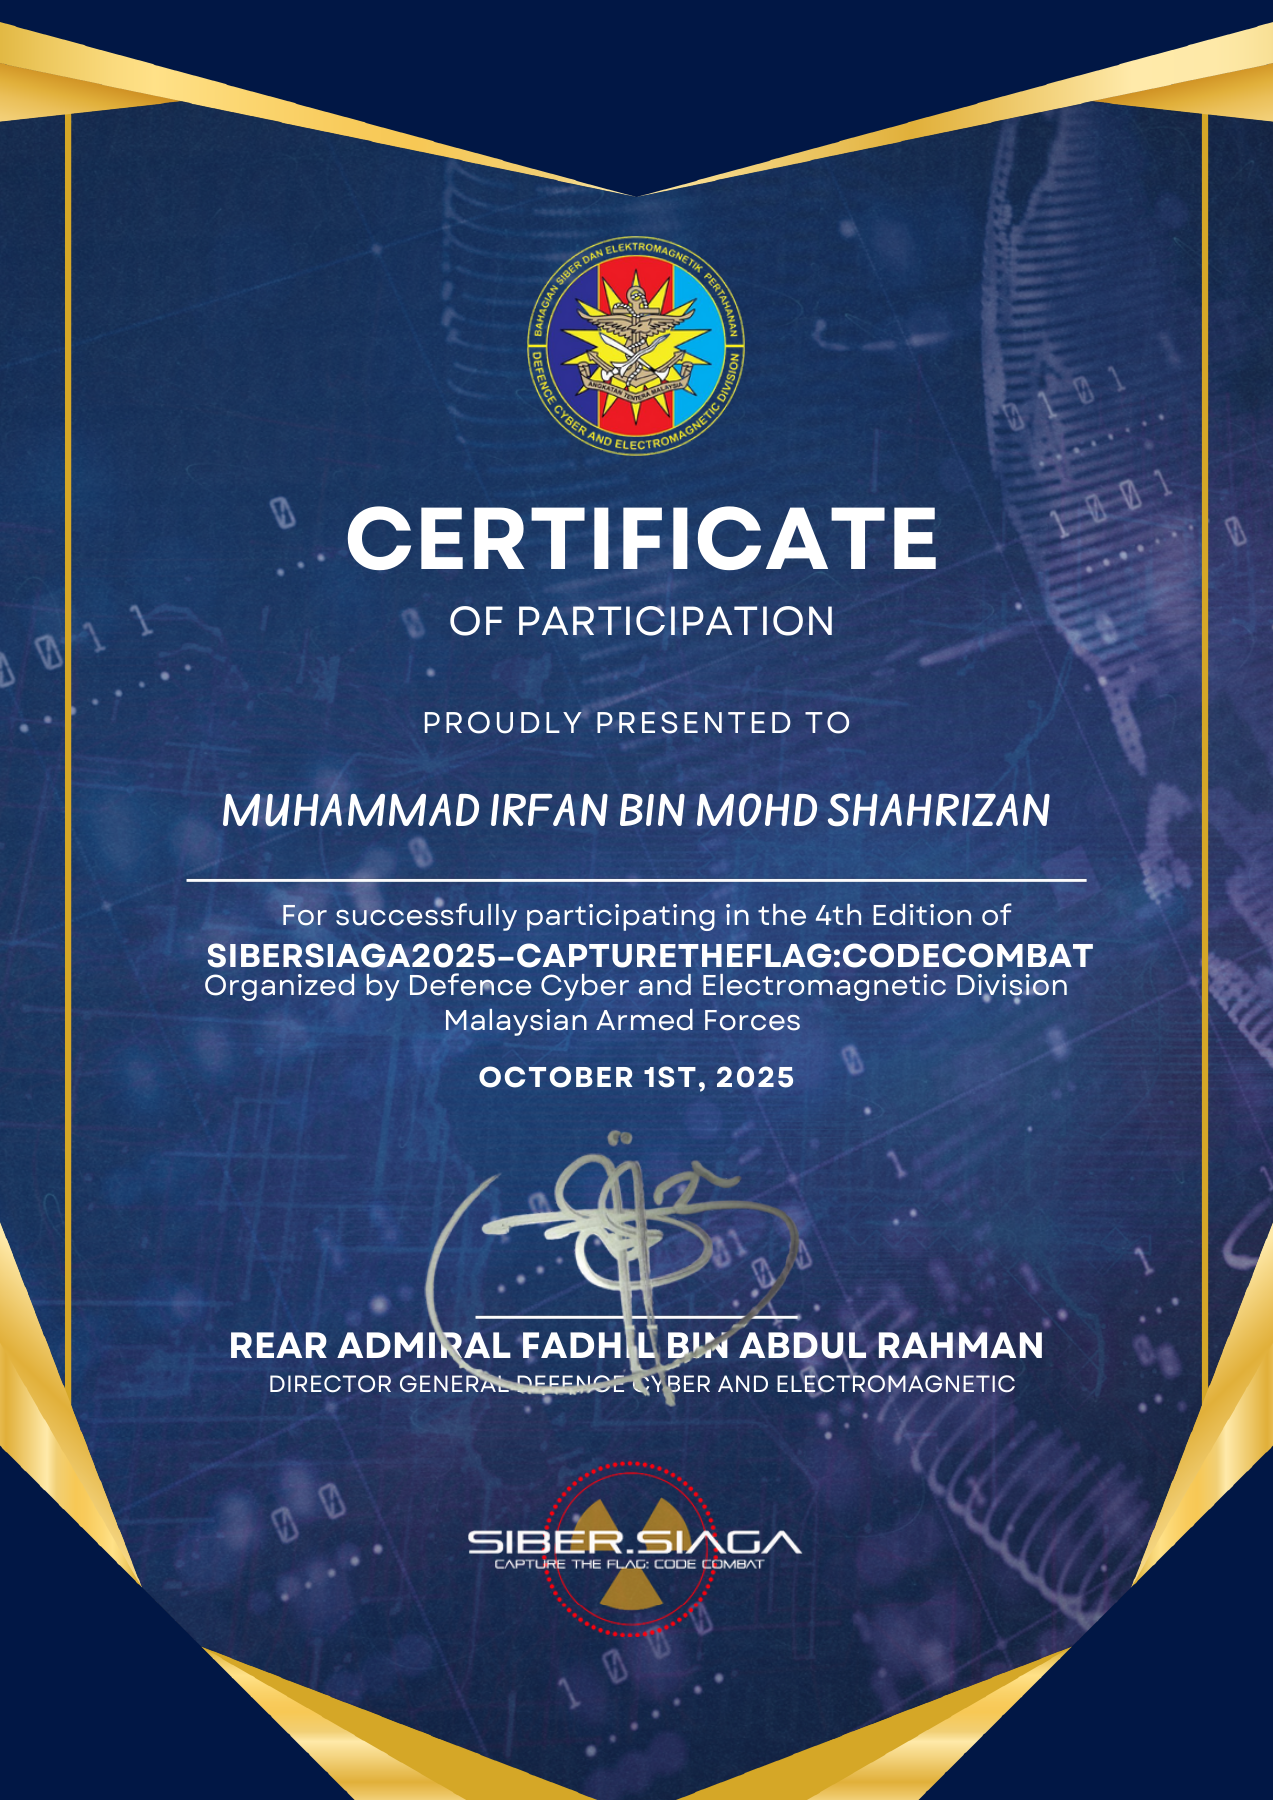 BAHAGIAN SIBER DAN ELEKTROMAGNETIK PERTAHANAN
ANGKATAN TENTERA MALAYSIA
DEFENCE CYBER AND ELECTROMAGNETIC DIVISION
CERTIFICATE
OF PARTICIPATION
PROUDLY PRESENTED TO
MUHAMMAD IRFAN BIN MOHD SHAHRIZAN
For successfully participating in the 4th Edition of
SIBERSIAGA2025–CAPTURETHEFLAG:CODECOMBAT
Organized by Defence Cyber and Electromagnetic Division
Malaysian Armed Forces
OCTOBER 1ST, 2025
REAR ADMIRAL FADHIL BIN ABDUL RAHMAN
DIRECTOR GENERAL DEFENCE CYBER AND ELECTROMAGNETIC
SIBER.SIAGA
CAPTURE THE FLAG: CODE COMBAT